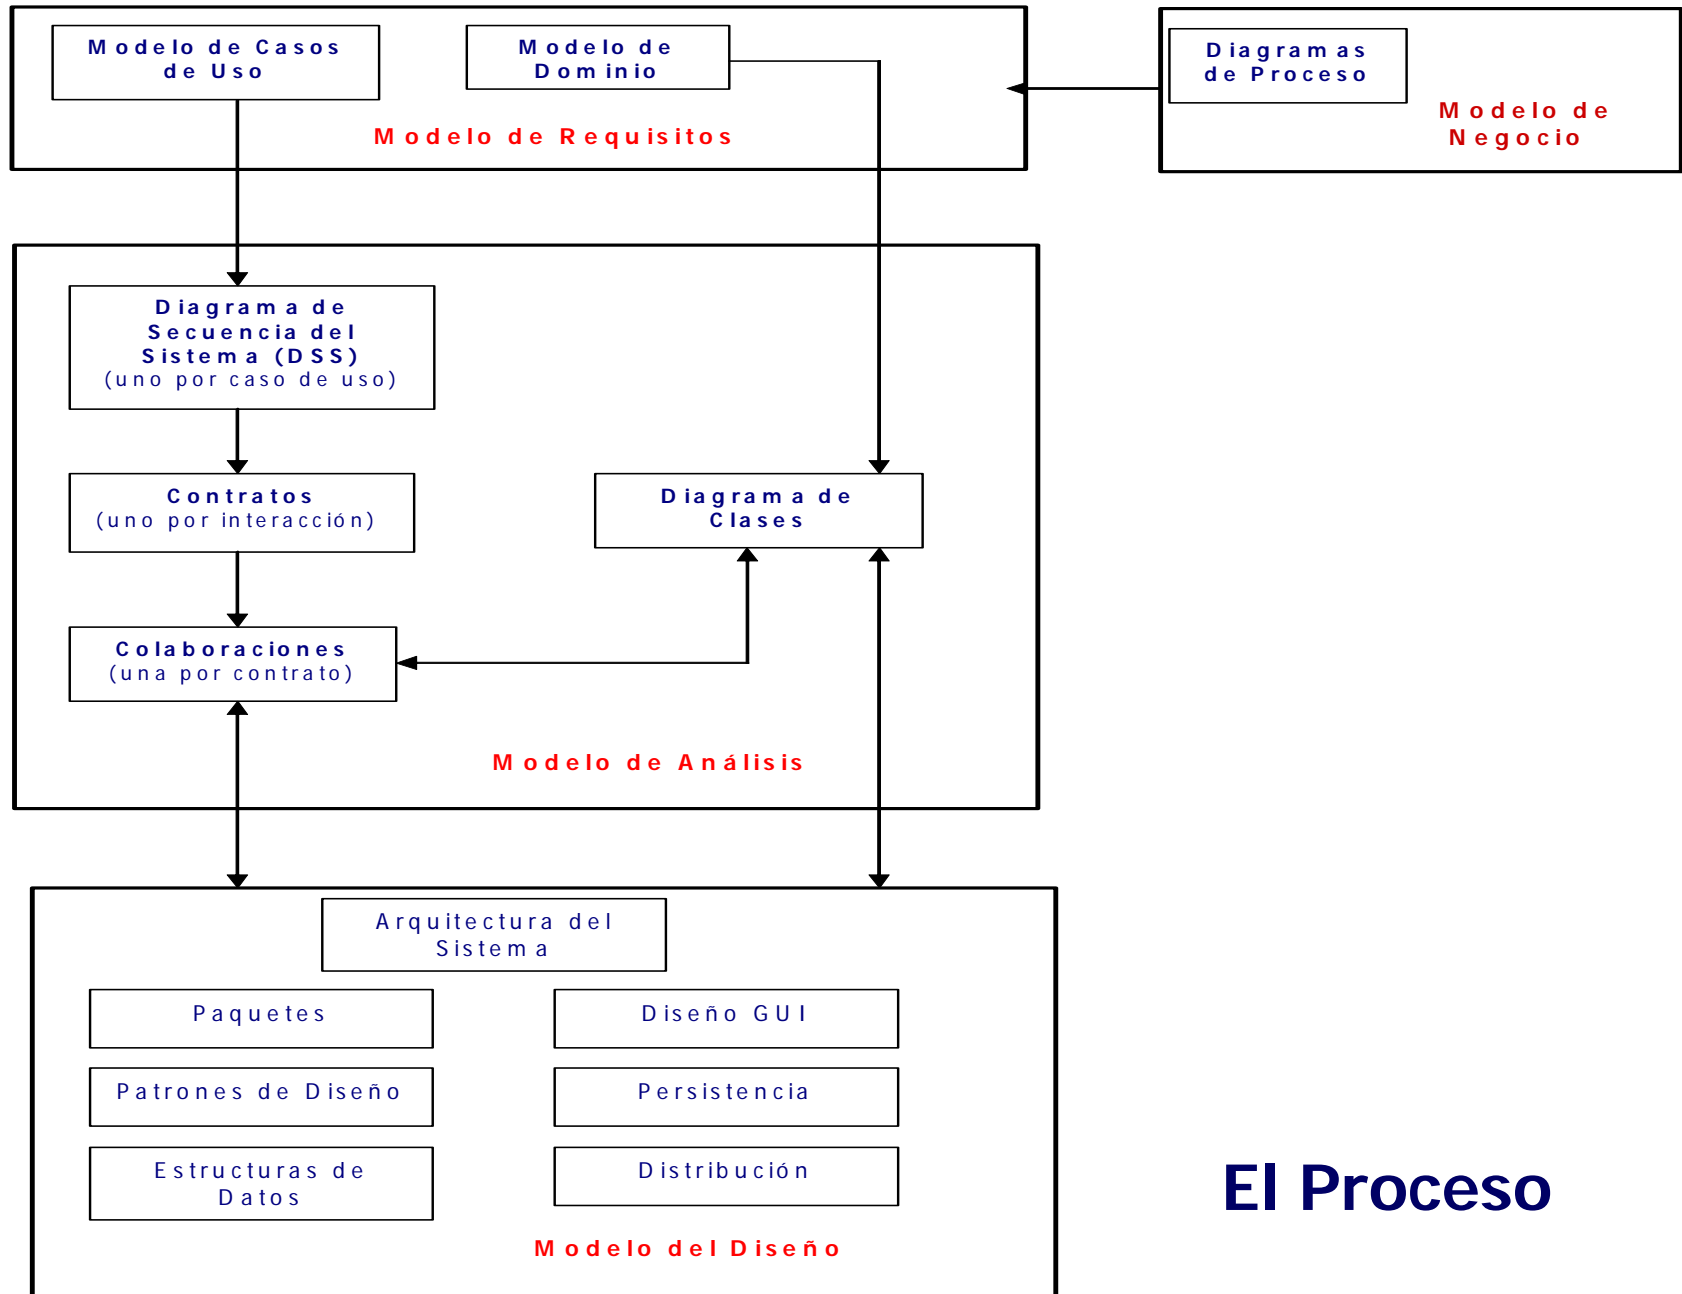 Modelo de Casos
de Uso
Modelo de
Dominio
Modelo de Requisitos
Diagramas
de Proceso
Modelo de
Negocio
Diagrama de
Secuencia del
Sistema (DSS)
(uno por caso de uso)
Contratos
(uno por interacción)
Diagrama de
Clases
Colaboraciones
(una por contrato)
Modelo de Análisis
Arquitectura del
Sistema
Paquetes
Diseño GUI
Patrones de Diseño
Persistencia
Estructuras de
Datos
Distribución
Modelo del Diseño
El Proceso